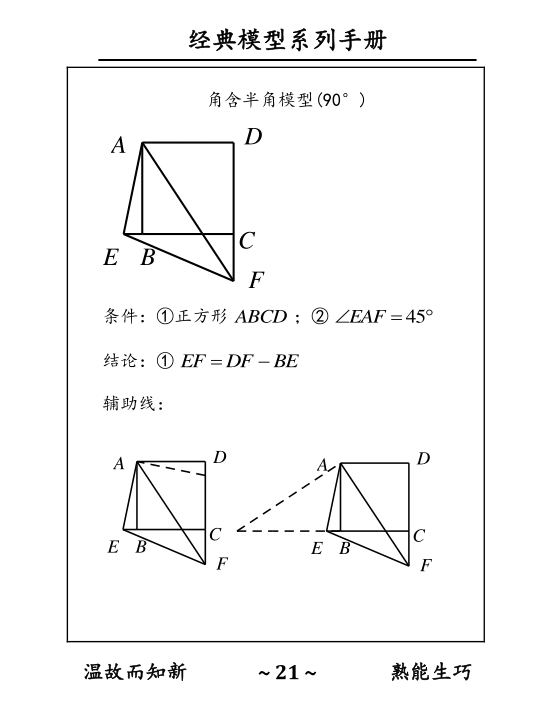 经典模型系列手册
角含半角模型(90°)
A
D
E
B
C
F
条件：①正方形 ABCD ；② ∠EAF = 45°
结论：① EF = DF − BE
辅助线：
A D A D
E B C E B C
F F
温故而知新 ~ 21 ~ 熟能生巧